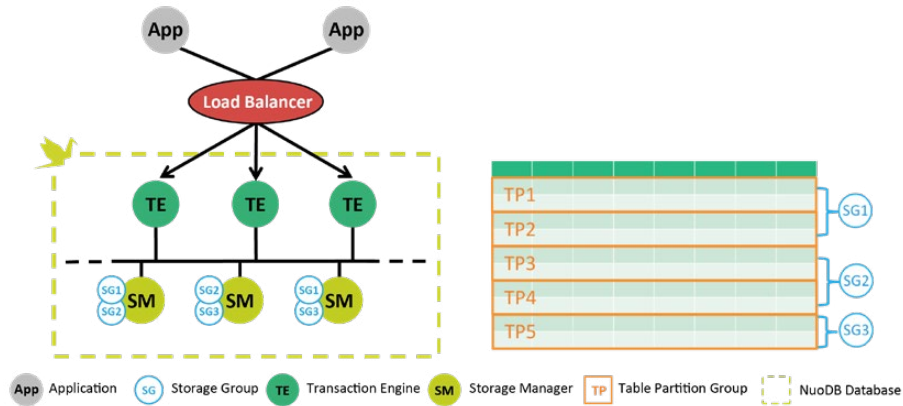 App App
Load Balancer
TE TE TE
SG1 SG2 SM SG2 SG3 SM SG1 SG3 SM
TP1
TP2
TP3
TP4
TP5
SG1
SG2
SG3
App Application SG Storage Group TE Transaction Engine SM Storage Manager TP Table Partition Group NuoDB Database